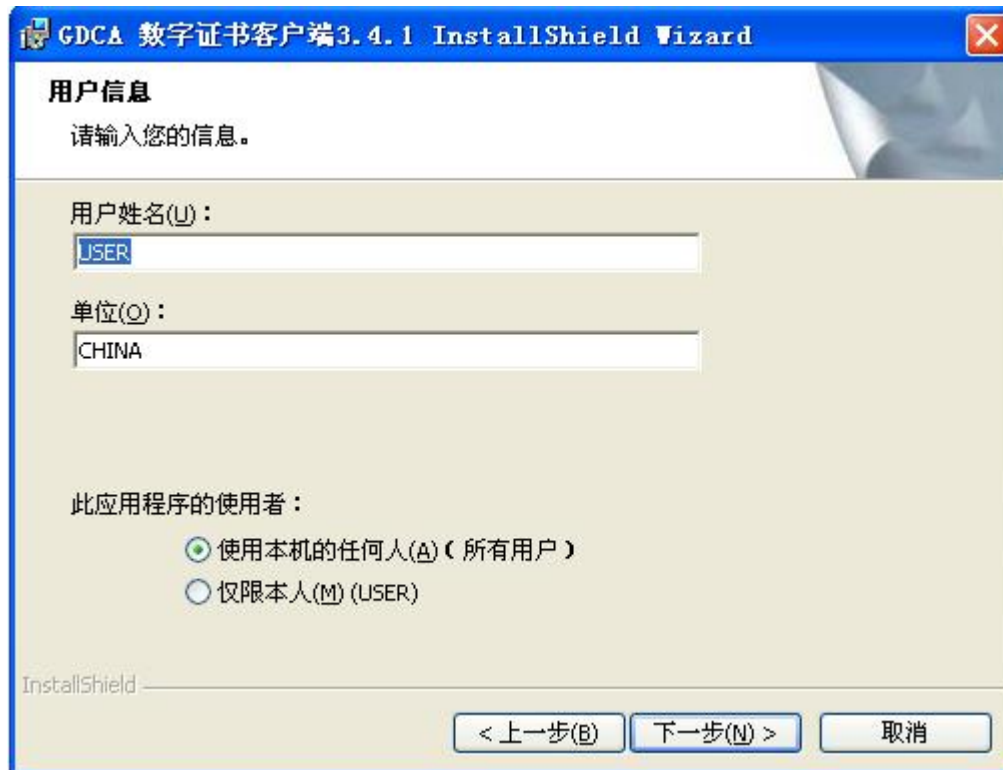 GDCA 数字证书客户端3.4.1 InstallShield Wizard
用户信息
请输入您的信息。
用户姓名(U)：
USER
单位(O)：
CHINA
此应用程序的使用者：
使用本机的任何人(A)(所有用户)
仅限本人(M) (USER)
InstallShield
< 上一步(B)
下一步(N) >
取消